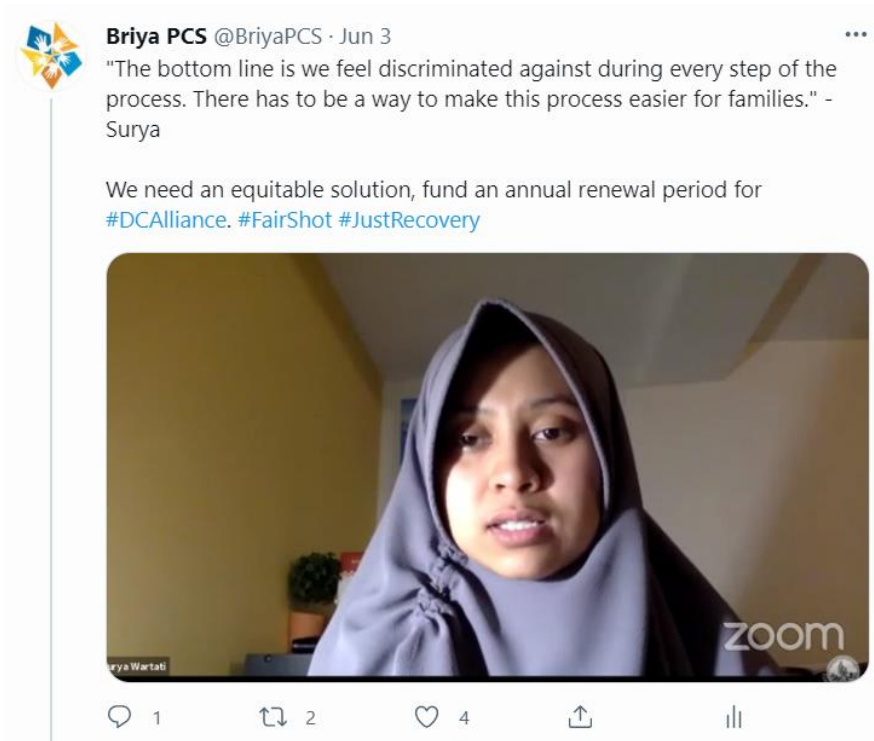 Briya PCS @BriyaPCS · Jun 3
"The bottom line is we feel discriminated against during every step of the
process. There has to be a way to make this process easier for families." -
Surya
We need an equitable solution, fund an annual renewal period for
#DCAlliance. #FairShot #JustRecovery
zoom
rya Wartati
1 2 4